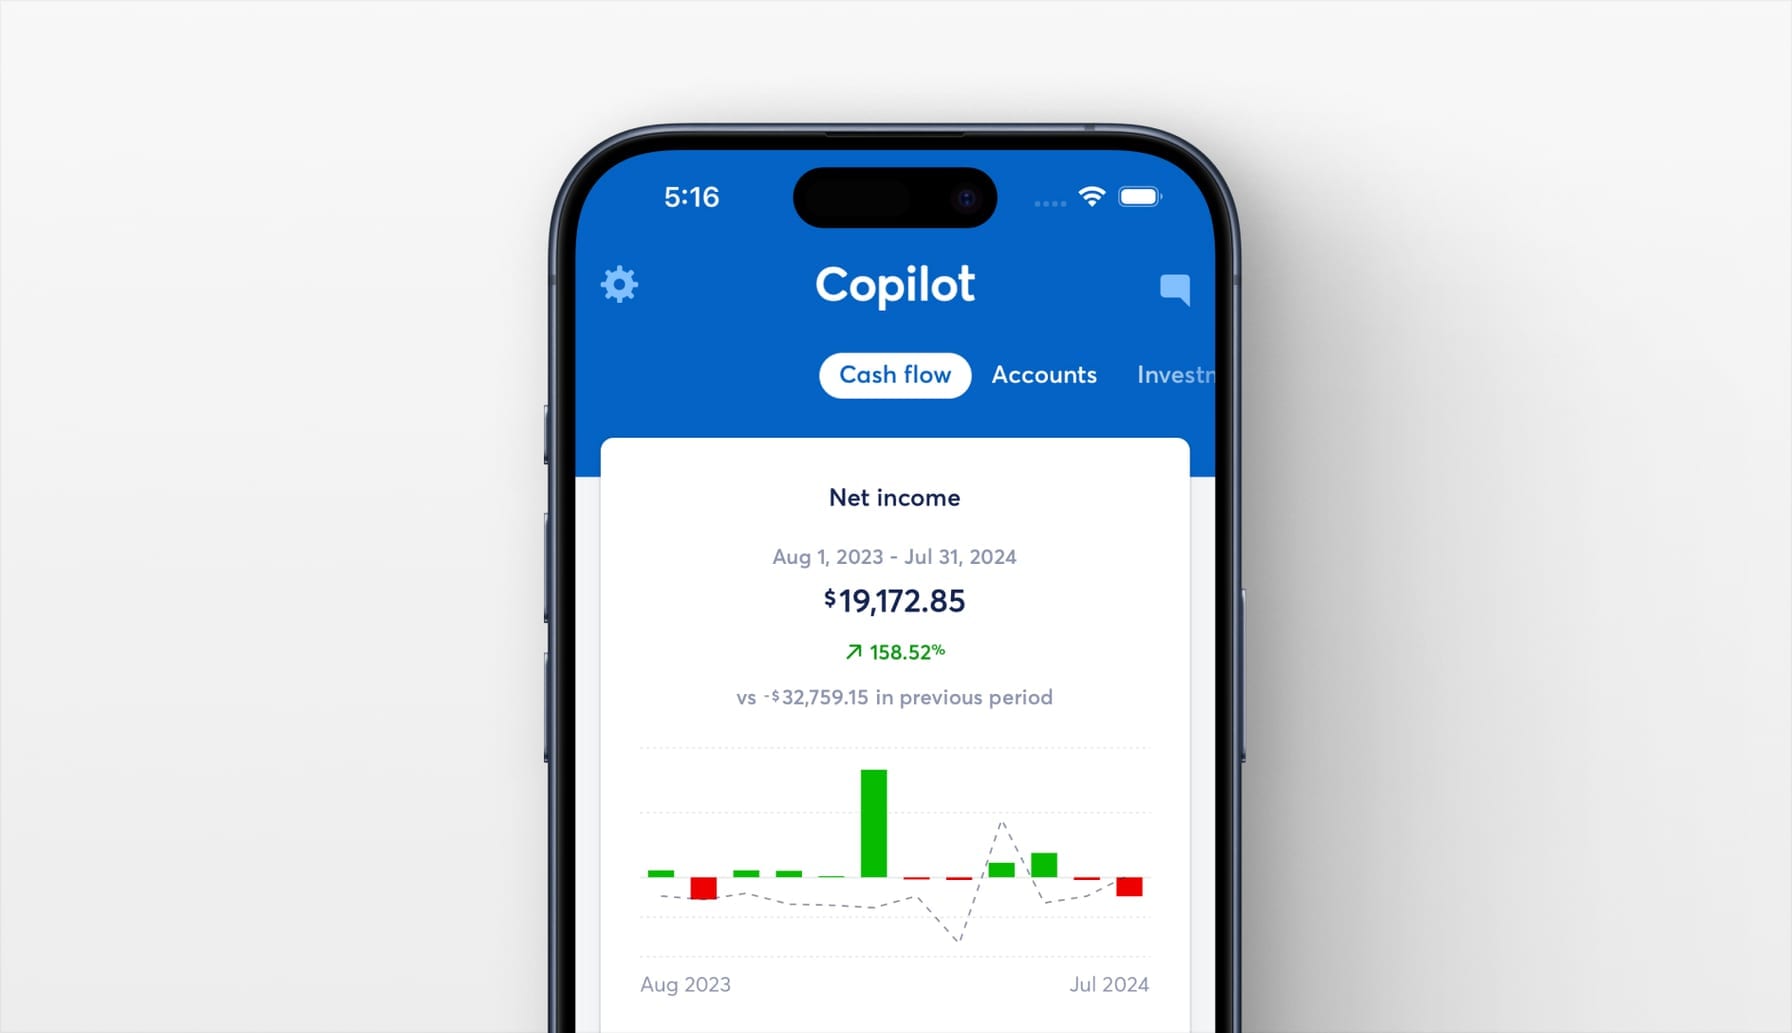 5:16
Copilot
Cash flow Accounts Investn
Net income
Aug 1, 2023 - Jul 31, 2024
$19,172.85
158.52%
vs -$32,759.15 in previous period
Aug 2023 Jul 2024